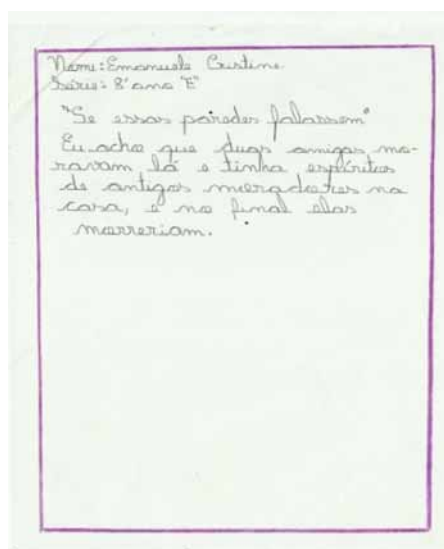 Nome: Emanuele Cristine
Série: 8º ano "E"
"Se essas paredes falassem"
Eu acho que duas amigas mo-
ravam lá e tinha espíritos
de antigos moradores na
casa, e no final elas
morreriam.